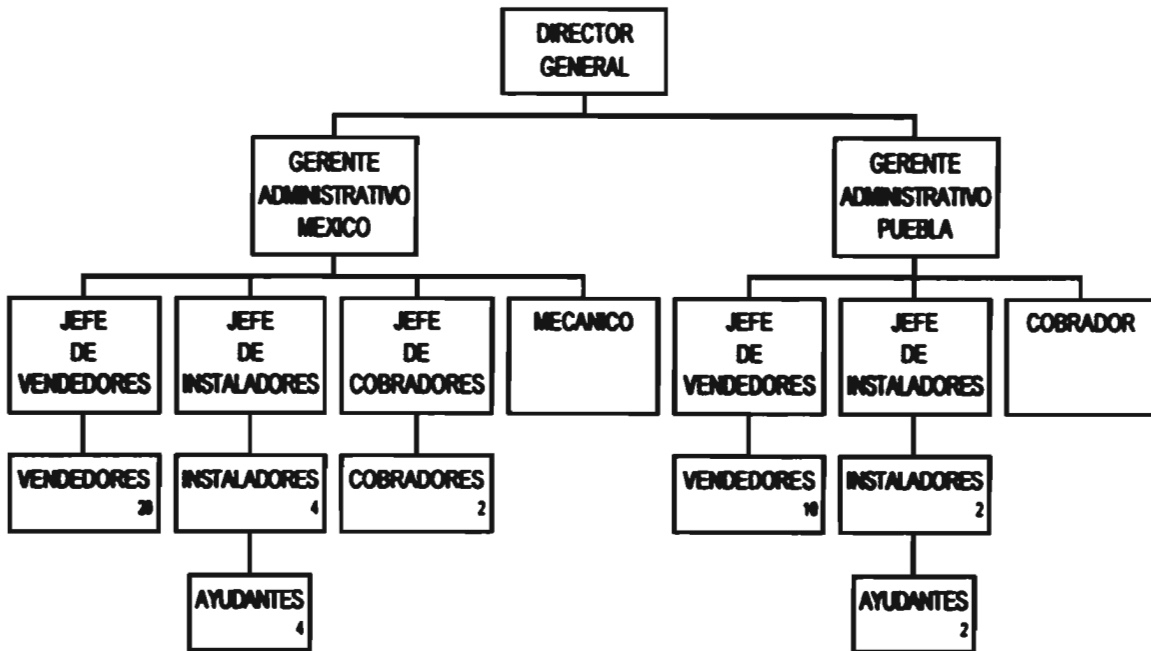 DIRECTOR
GENERAL
GERENTE
ADMINISTRATIVO
MEXICO
GERENTE
ADMINISTRATIVO
PUEBLA
JEFE
DE
VENDEDORES
JEFE
DE
INSTALADORES
JEFE
DE
COBRADORES
MECANICO
JEFE
DE
VENDEDORES
JEFE
DE
INSTALADORES
COBRADOR
VENDEDORES
20
INSTALADORES
4
COBRADORES
2
VENDEDORES
10
INSTALADORES
2
AYUDANTES
4
AYUDANTES
2